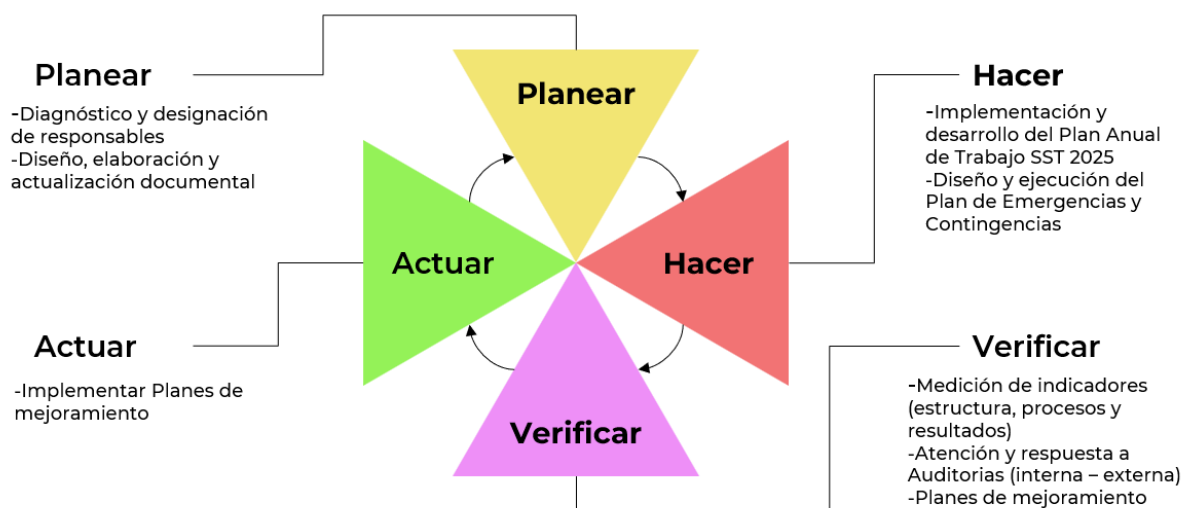 Planear
-Diagnóstico y designación
de responsables
-Diseño, elaboración y
actualización documental
Planear
Hacer
-Implementación y
desarrollo del Plan Anual
de Trabajo SST 2025
-Diseño y ejecución del
Plan de Emergencias y
Contingencias
Actuar
Hacer
Actuar
-Implementar Planes de
mejoramiento
Verificar
Verificar
-Medición de indicadores
(estructura, procesos y
resultados)
-Atención y respuesta a
Auditorias (interna – externa)
-Planes de mejoramiento